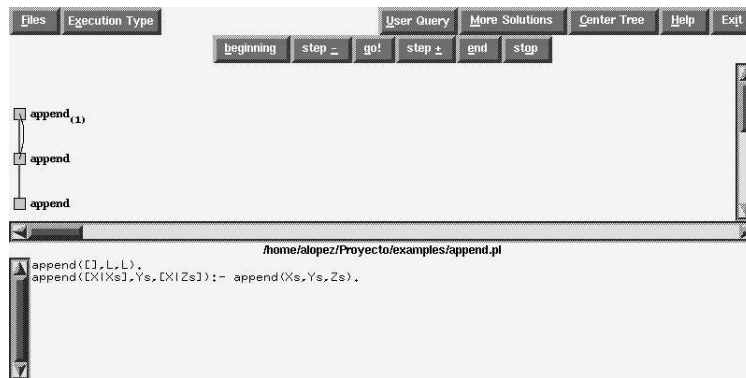 Files Execution Type User Query More Solutions Center Tree Help Exit
beginning step - go! step + end stop
append(1)
append
append
/home/alopez/Proyecto/examples/append.pl
append([],L,L).
append([X|Xs],Ys,[X|Zs]):- append(Xs,Ys,Zs).